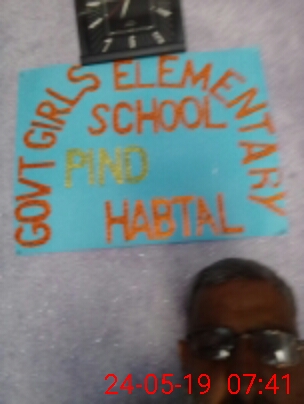 GOVT GIRLS ELEMENTARY
SCHOOL
PIND
HABTAL
24-05-19 07:41